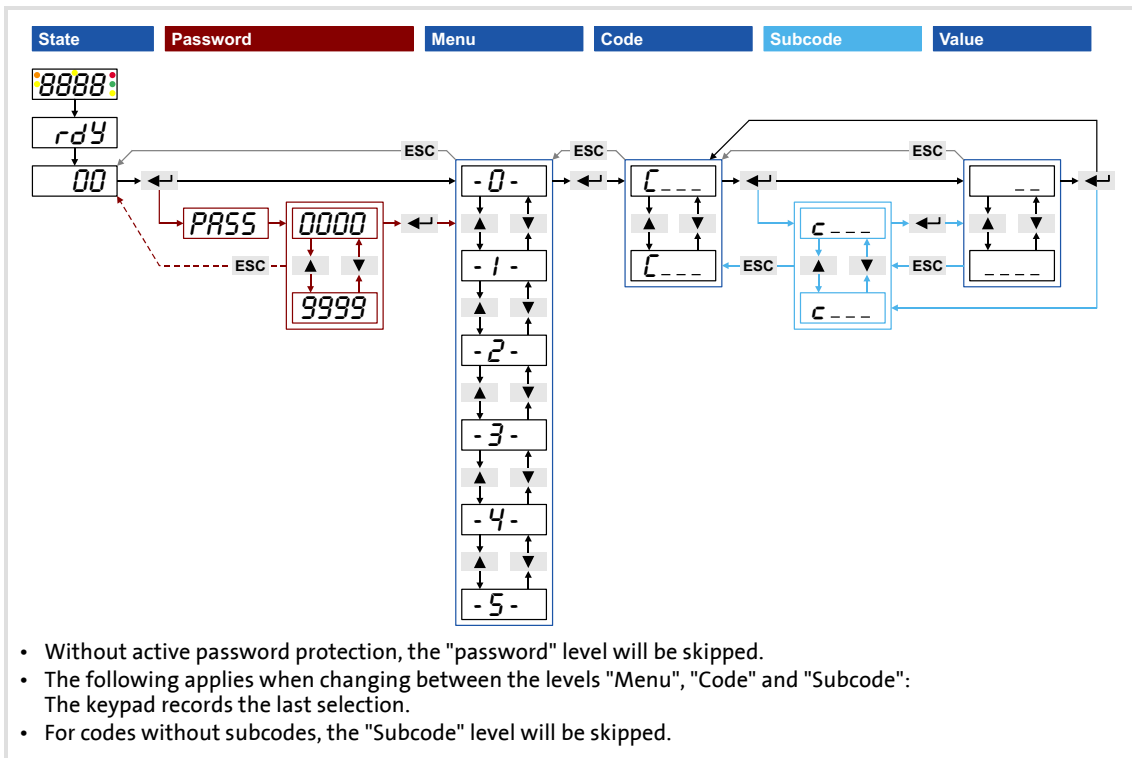 State Password Menu Code Subcode Value
8888
rdY
00
ESC ESC ESC
-0- C___ __
PASS 0000 c___
-1- C___ ____
ESC ESC ESC
9999 c___
-2-
-3-
-4-
-5-
• Without active password protection, the "password" level will be skipped.
• The following applies when changing between the levels "Menu", "Code" and "Subcode":
The keypad records the last selection.
• For codes without subcodes, the "Subcode" level will be skipped.